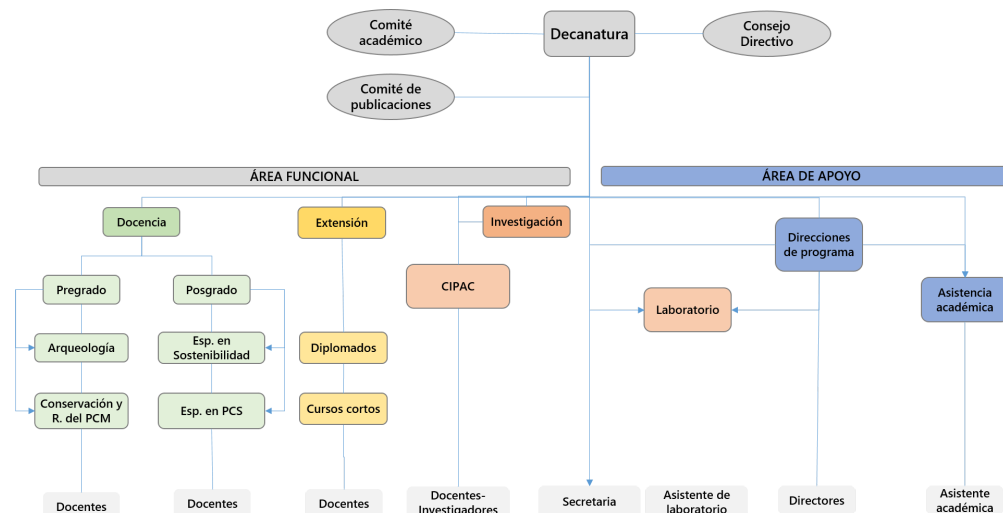 Comité
académico
Decanatura
Consejo
Directivo
Comité de
publicaciones
ÁREA FUNCIONAL
ÁREA DE APOYO
Docencia
Extensión
Investigación
Direcciones
de programa
Pregrado
Posgrado
CIPAC
Laboratorio
Asistencia
académica
Arqueología
Esp. en
Sostenibilidad
Diplomados
Conservación y
R. del PCM
Esp. en PCS
Cursos cortos
Docentes
Docentes
Docentes
Docentes-
Investigadores
Secretaria
Asistente de
laboratorio
Directores
Asistente
académica